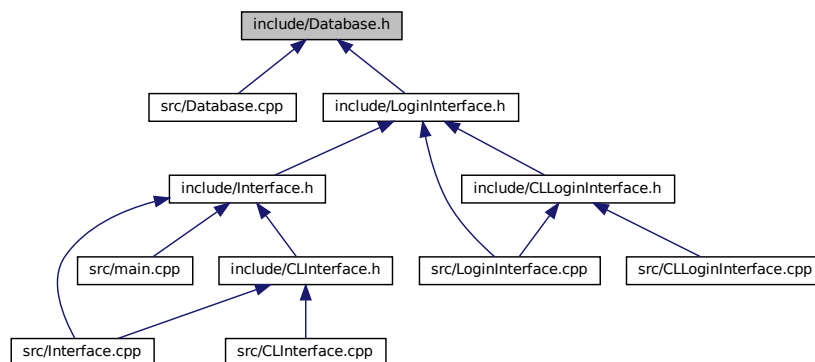 include/Database.h
src/Database.cpp
include/LoginInterface.h
include/Interface.h
include/CLLoginInterface.h
src/main.cpp
include/CLInterface.h
src/LoginInterface.cpp
src/CLLoginInterface.cpp
src/Interface.cpp
src/CLInterface.cpp